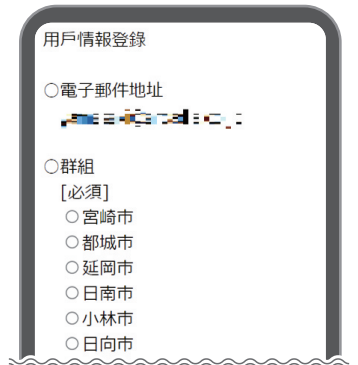 用戶情報登錄
○電子郵件地址
○群組
[必須]
○宮崎市
○都城市
○延岡市
○日南市
○小林市
○日向市